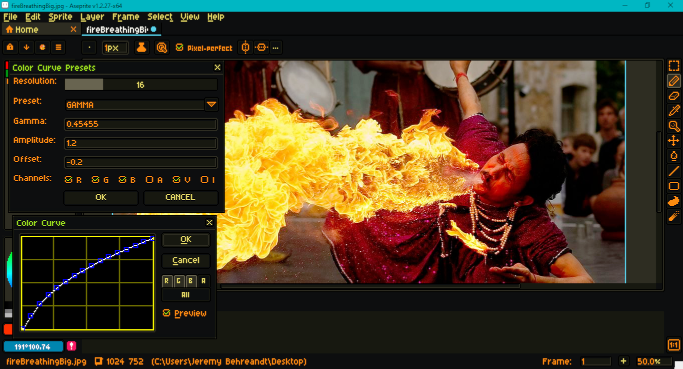 fireBreathingBig.jpg - Aseprite v1.2.27-x64
File Edit Sprite Layer Frame Select View Help
Home
fireBreathingBi
1px
Pixel-perfect
Color Curve Presets
Resolution: 16
Preset: GAMMA
Gamma: 0.45455
Amplitude: 1.2
Offset: -0.2
Channels: R G B A V I
OK CANCEL
Color Curve
OK
Cancel
R G B A
All
Preview
191*100.74
1:1
fireBreathingBig.jpg 1024 752 (C:\Users\Jeremy Behreandt\Desktop) Frame: 1 + 50.0%